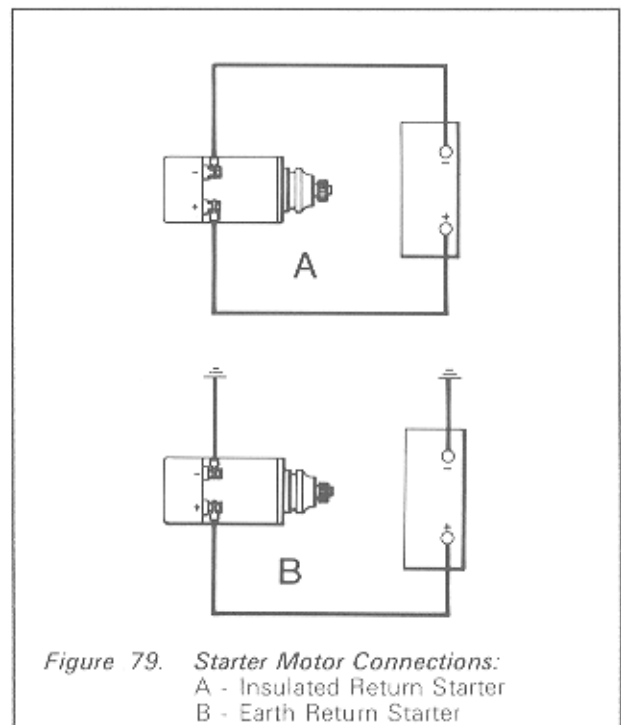 -
+
-
+
A
-
+
-
+
B
Figure 79. Starter Motor Connections:
A - Insulated Return Starter
B - Earth Return Starter